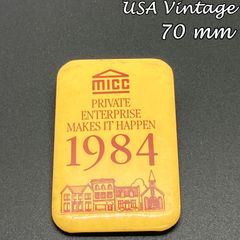 USA Vintage
70 mm
MICC
PRIVATE
ENTERPRISE
MAKES IT HAPPEN
1984